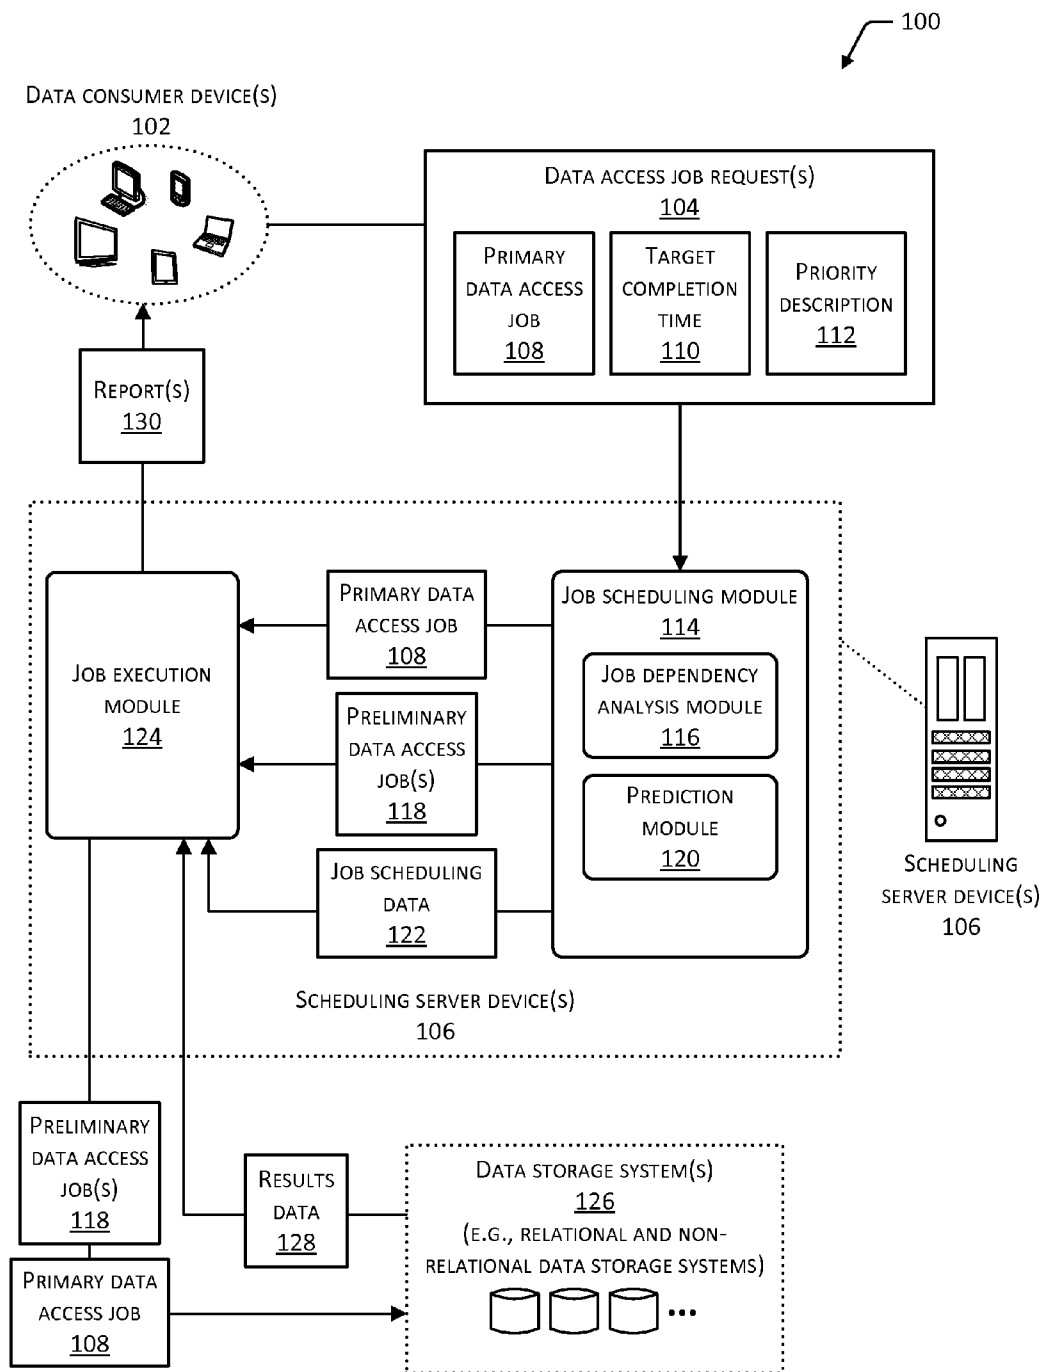 100
DATA CONSUMER DEVICE(S)
102
DATA ACCESS JOB REQUEST(S)
104
PRIMARY
DATA ACCESS
JOB
108
TARGET
COMPLETION
TIME
110
PRIORITY
DESCRIPTION
112
REPORT(S)
130
JOB EXECUTION
MODULE
124
PRIMARY DATA
ACCESS JOB
108
PRELIMINARY
DATA ACCESS
JOB(S)
118
JOB SCHEDULING
DATA
122
JOB SCHEDULING MODULE
114
JOB DEPENDENCY
ANALYSIS MODULE
116
PREDICTION
MODULE
120
SCHEDULING
SERVER DEVICE(S)
106
SCHEDULING SERVER DEVICE(S)
106
PRELIMINARY
DATA ACCESS
JOB(S)
118
PRIMARY DATA
ACCESS JOB
108
RESULTS
DATA
128
DATA STORAGE SYSTEM(S)
126
(E.G., RELATIONAL AND NON-
RELATIONAL DATA STORAGE SYSTEMS)